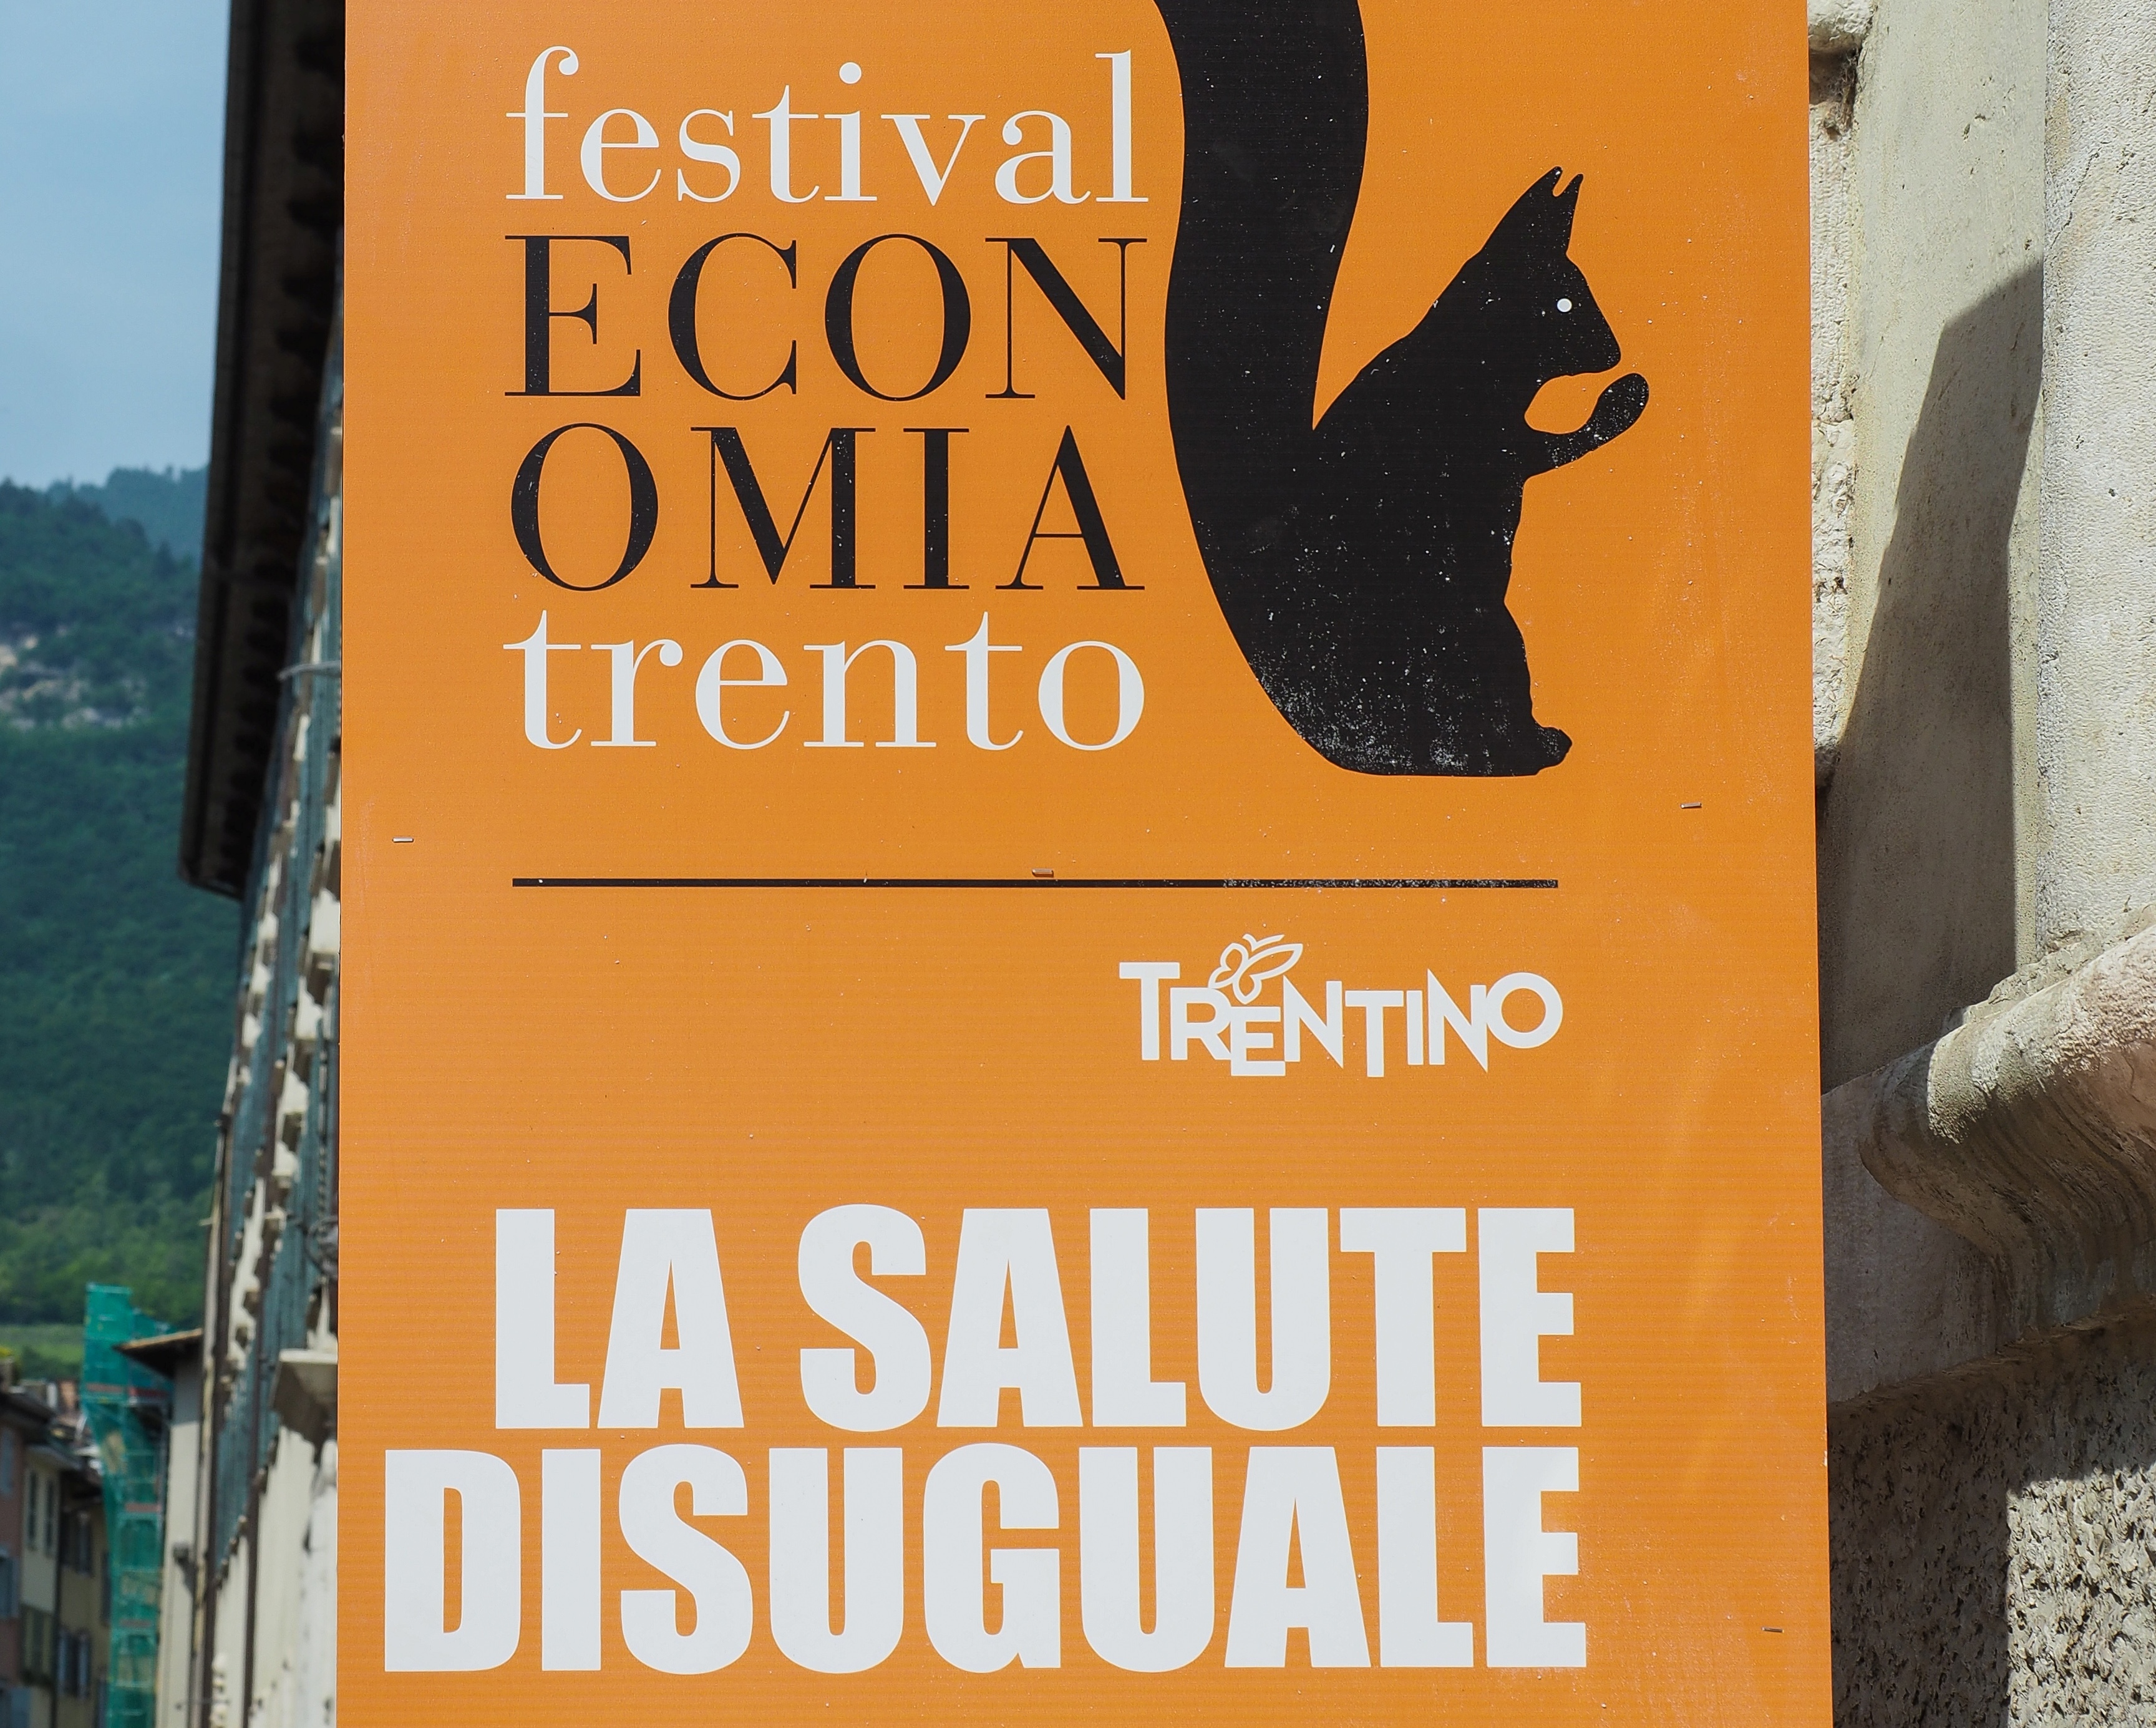 festival
ECON
OMIA
trento
TRENTINO
LA SALUTE
DISUGUALE